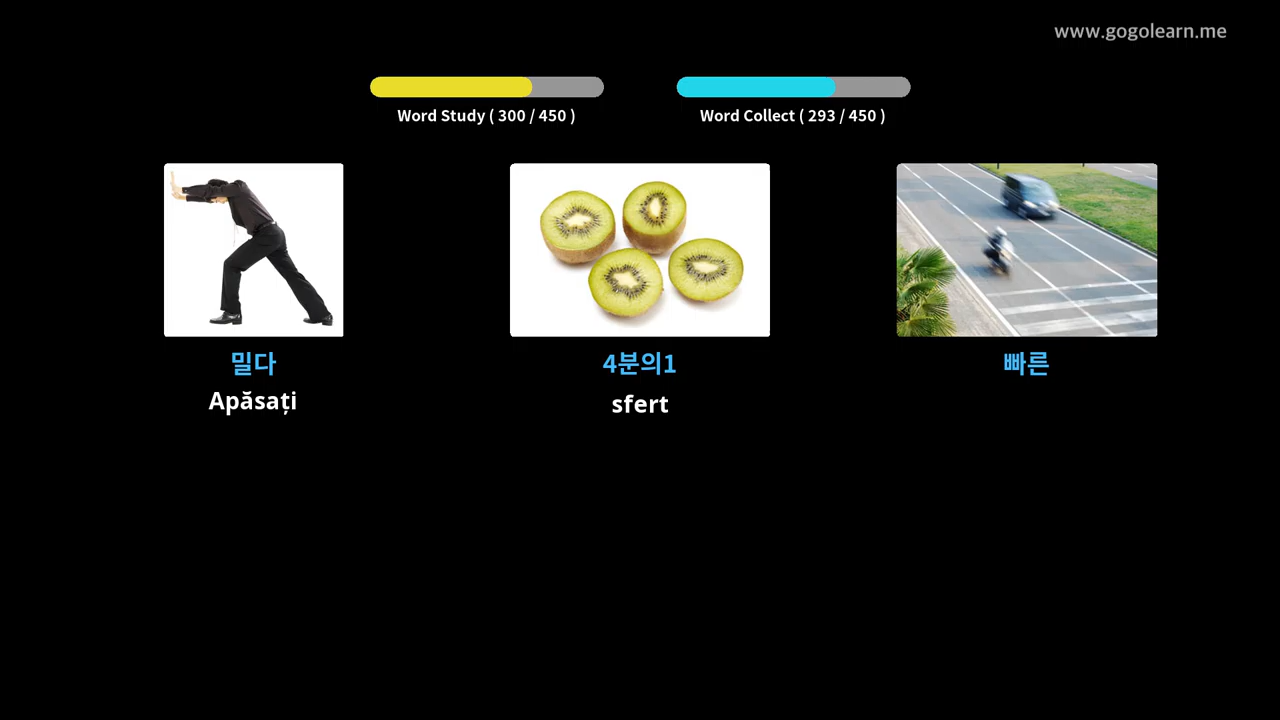 www.gogolearn.me
Word Study ( 300 / 450 )
Word Collect ( 293 / 450 )
밀다
Apăsați
4분의1
sfert
빠른